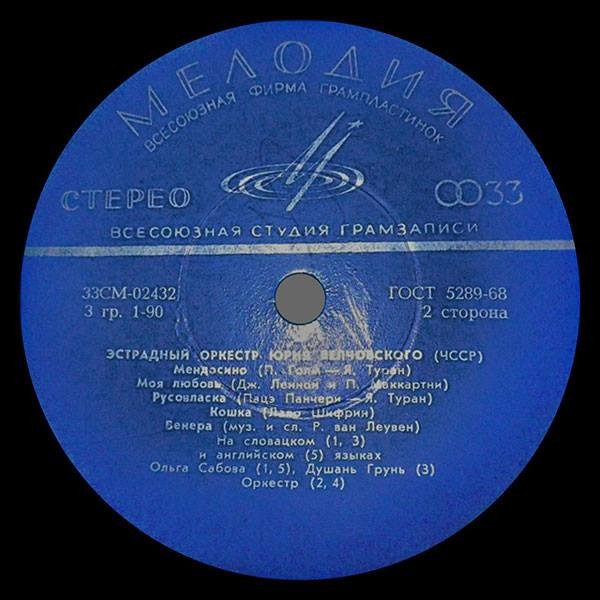 МЕЛОДИЯ
ВСЕСОЮЗНАЯ ФИРМА ГРАМПЛАСТИНОК
СТЕРЕО
33
ВСЕСОЮЗНАЯ СТУДИЯ ГРАМЗАПИСИ
33СМ-02432
ГОСТ 5289-68
3 гр. 1-90
2 сторона
ЭСТРАДНЫЙ ОРКЕСТР ЮРИЯ ВЕЛЧОВСКОГО (ЧССР)
Мендосино (П. Голи — Я. Туран)
Моя любовь (Дж. Леннон и П. Маккартни)
Русовласка (Пацэ Панчери — Я. Туран)
Кошка (Лало Шифрин)
Венера (муз. и сл. Р. ван Леувен)
На словацком (1, 3)
и английском (5) языках
Ольга Сабова (1, 5), Душань Грунь (3)
Оркестр (2, 4)